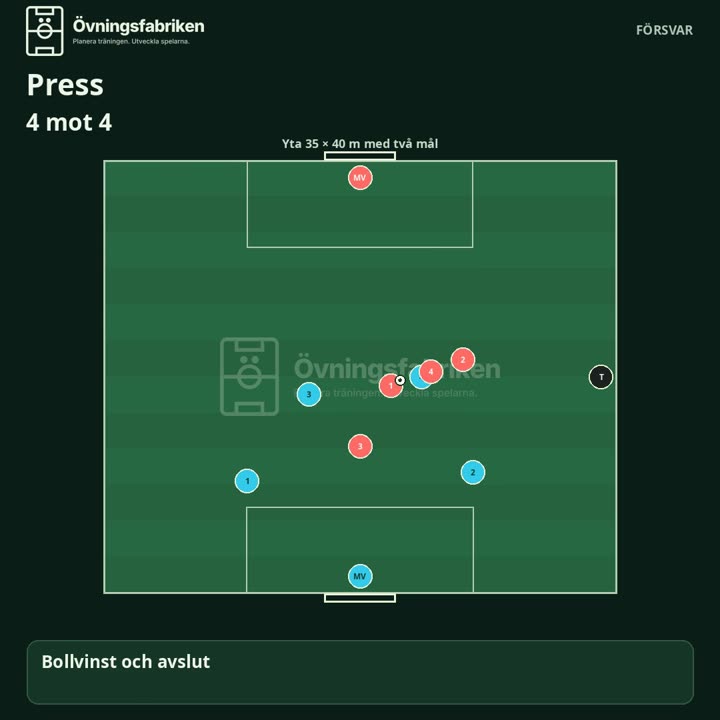 Övningsfabriken
Planera träningen. Utveckla spelarna.
FÖRSVAR
Press
4 mot 4
Yta 35 × 40 m med två mål
MV
Övningsfabriken
2
4
1
T
3
3
1
2
MV
Bollvinst och avslut